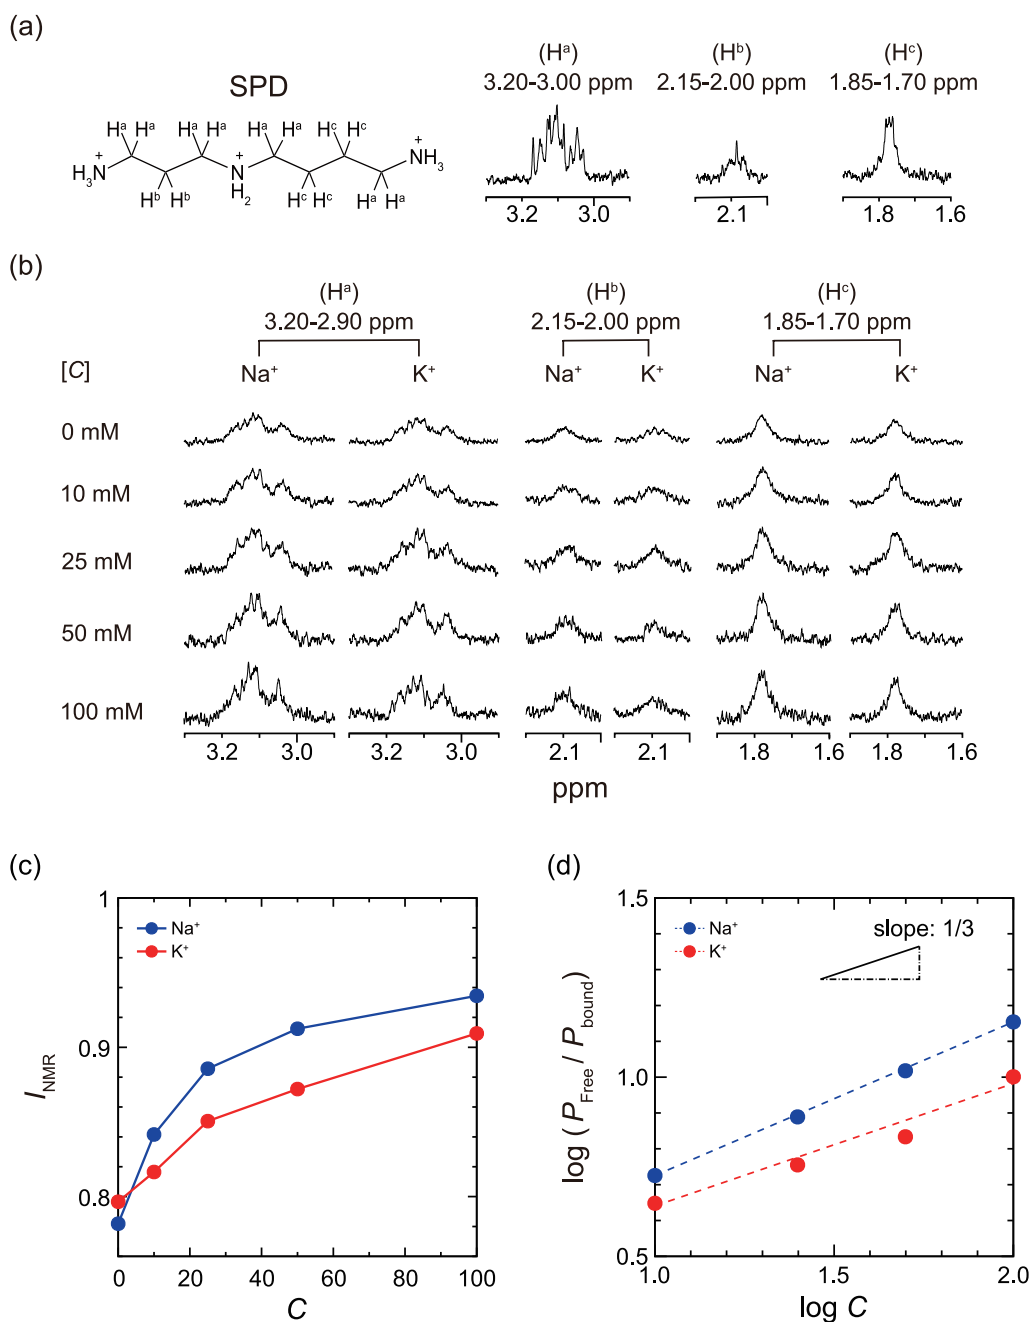 (a)
SPD
Hᵃ Hᵃ Hᵃ Hᵃ Hᵃ Hᵃ Hᶜ Hᶜ
H₃N⁺ N⁺H₂ ⁺NH₃
Hᵇ Hᵇ Hᶜ Hᶜ Hᵃ Hᵃ
(Hᵃ) (Hᵇ) (Hᶜ)
3.20-3.00 ppm 2.15-2.00 ppm 1.85-1.70 ppm
3.2 3.0 2.1 1.8 1.6
(b)
(Hᵃ) (Hᵇ) (Hᶜ)
3.20-2.90 ppm 2.15-2.00 ppm 1.85-1.70 ppm
[C] Na⁺ K⁺ Na⁺ K⁺ Na⁺ K⁺
0 mM
10 mM
25 mM
50 mM
100 mM
3.2 3.0 3.2 3.0 2.1 2.1 1.8 1.6 1.8 1.6
ppm
(c)
1
0.9
0.8
I_NMR
Na⁺
K⁺
0 20 40 60 80 100
C
(d)
1.5
1.0
0.5
log ( P_Free / P_bound )
Na⁺
K⁺
slope: 1/3
1.0 1.5 2.0
log C